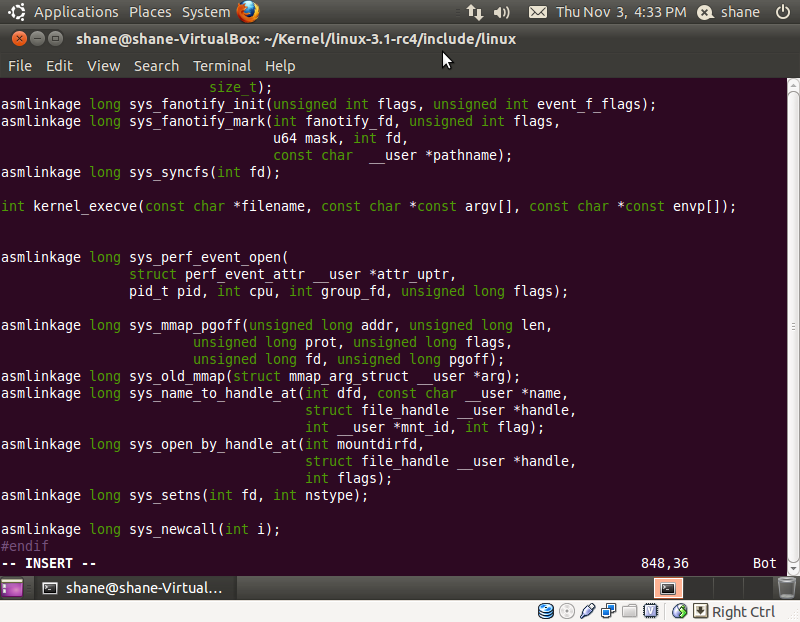 Applications Places System Thu Nov 3, 4:33 PM shane
shane@shane-VirtualBox: ~/Kernel/linux-3.1-rc4/include/linux
File Edit View Search Terminal Help
size_t);
asmlinkage long sys_fanotify_init(unsigned int flags, unsigned int event_f_flags);
asmlinkage long sys_fanotify_mark(int fanotify_fd, unsigned int flags,
u64 mask, int fd,
const char  __user *pathname);
asmlinkage long sys_syncfs(int fd);
int kernel_execve(const char *filename, const char *const argv[], const char *const envp[]);
asmlinkage long sys_perf_event_open(
struct perf_event_attr __user *attr_uptr,
pid_t pid, int cpu, int group_fd, unsigned long flags);
asmlinkage long sys_mmap_pgoff(unsigned long addr, unsigned long len,
unsigned long prot, unsigned long flags,
unsigned long fd, unsigned long pgoff);
asmlinkage long sys_old_mmap(struct mmap_arg_struct __user *arg);
asmlinkage long sys_name_to_handle_at(int dfd, const char __user *name,
struct file_handle __user *handle,
int __user *mnt_id, int flag);
asmlinkage long sys_open_by_handle_at(int mountdirfd,
struct file_handle __user *handle,
int flags);
asmlinkage long sys_setns(int fd, int nstype);
asmlinkage long sys_newcall(int i);
#endif
-- INSERT -- 848,36 Bot
shane@shane-Virtual...
Right Ctrl